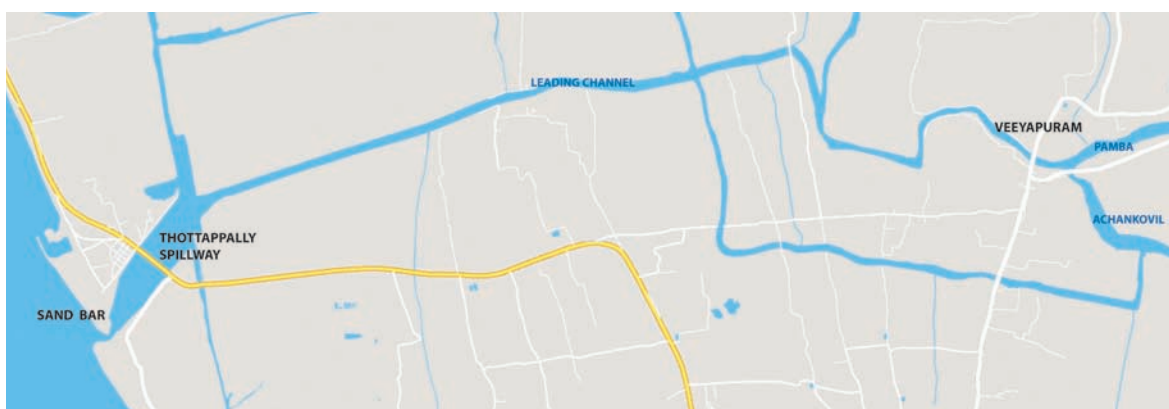 LEADING CHANNEL
VEEYAPURAM
PAMBA
ACHANKOVIL
THOTTAPPALLY
SPILLWAY
SAND BAR